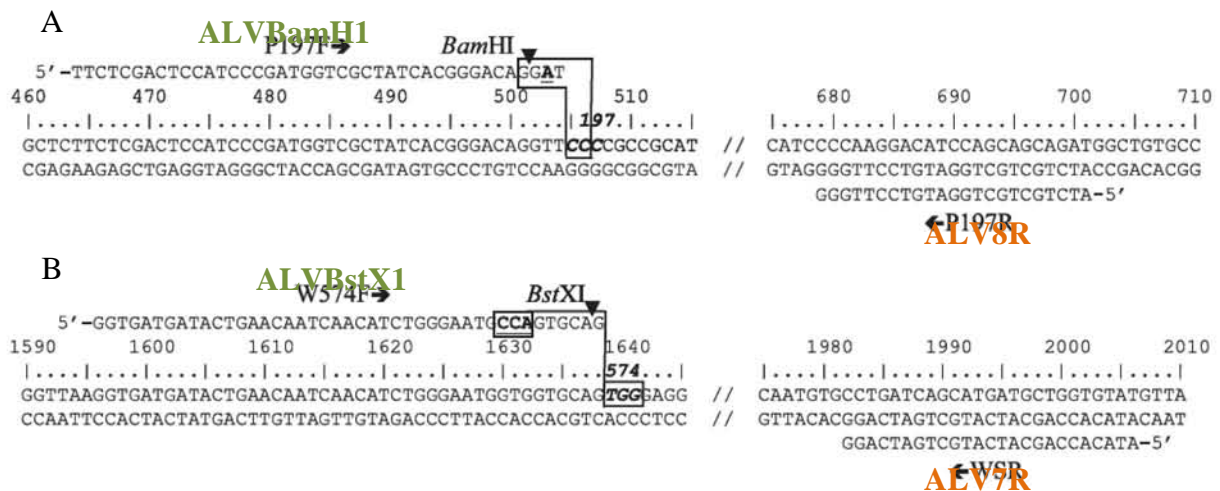 A
ALVBamH1
P197F➔ BamHI
5'-TTCTCGACTCCATCCCGATGGTCGCTATCACGGGACAGGAT
460 470 480 490 500 510 680 690 700 710
197
GCTCTTCTCGACTCCATCCCGATGGTCGCTATCACGGGACAGGTTCCCCGCCGCAT // CATCCCCAAGGACATCCAGCAGCAGATGGCTGTGCC
CGAGAAGAGCTGAGGTAGGGCTACCAGCGATAGTGCCCTGTCCAAGGGGCGGCGTA // GTAGGGGTTCCTGTAGGTCGTCGTCTACCGACACGG
GGGTTCCTGTAGGTCGTCGTCTA-5'
P197R
ALV8R
B
ALVBstX1
W574F➔ BstXI
5'-GGTGATGATACTGAACAATCAACATCTGGGAATGCCAGTGCAG
1590 1600 1610 1620 1630 1640 1980 1990 2000 2010
574
GGTTAAGGTGATGATACTGAACAATCAACATCTGGGAATGGTGGTGCAGTGGGAGG // CAATGTGCCTGATCAGCATGATGCTGGTGTATGTTA
CCAATTCCACTACTATGACTTGTTAGTTGTAGACCCTTACCACCACGTCACCCTCC // GTTACACGGACTAGTCGTACTACGACCACATACAAT
GGACTAGTCGTACTACGACCACATA-5'
WSR
ALV7R